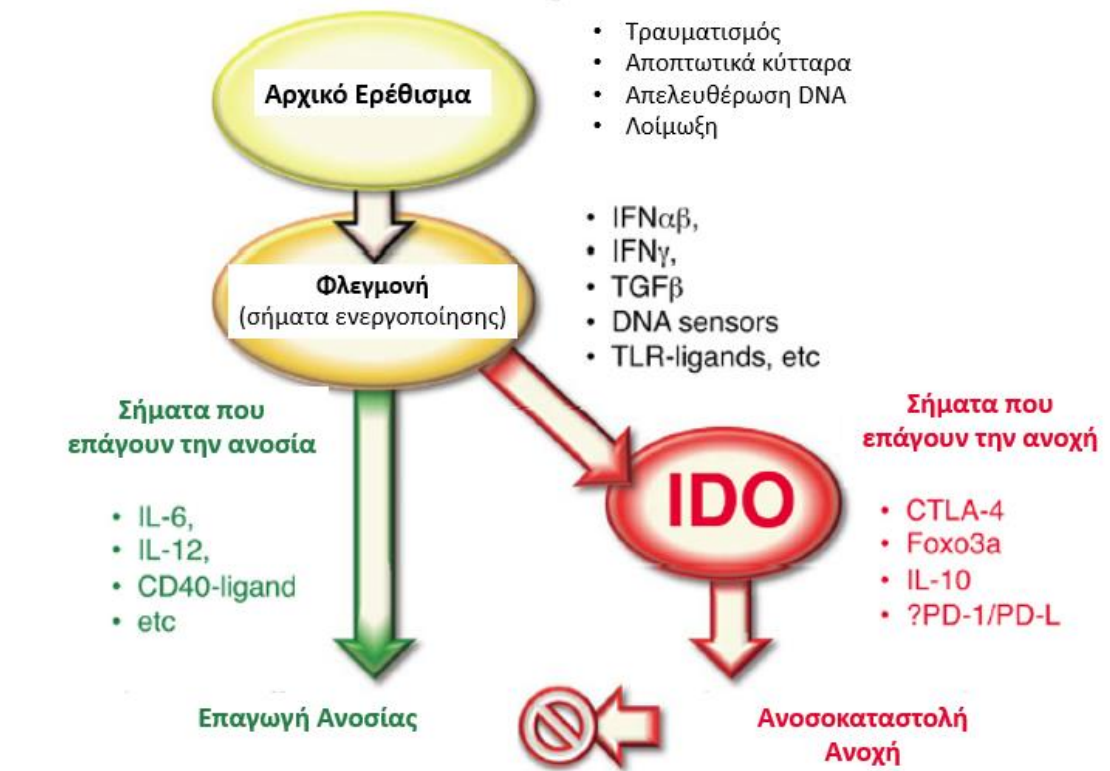 Αρχικό Ερέθισμα
• Τραυματισμός
• Αποπτωτικά κύτταρα
• Απελευθέρωση DNA
• Λοίμωξη
Φλεγμονή
(σήματα ενεργοποίησης)
• IFNαβ,
• IFNγ,
• TGFβ
• DNA sensors
• TLR-ligands, etc
Σήματα που
επάγουν την ανοσία
• IL-6,
• IL-12,
• CD40-ligand
• etc
IDO
Σήματα που
επάγουν την ανοχή
• CTLA-4
• Foxo3a
• IL-10
• ?PD-1/PD-L
Επαγωγή Ανοσίας
Ανοσοκαταστολή
Ανοχή